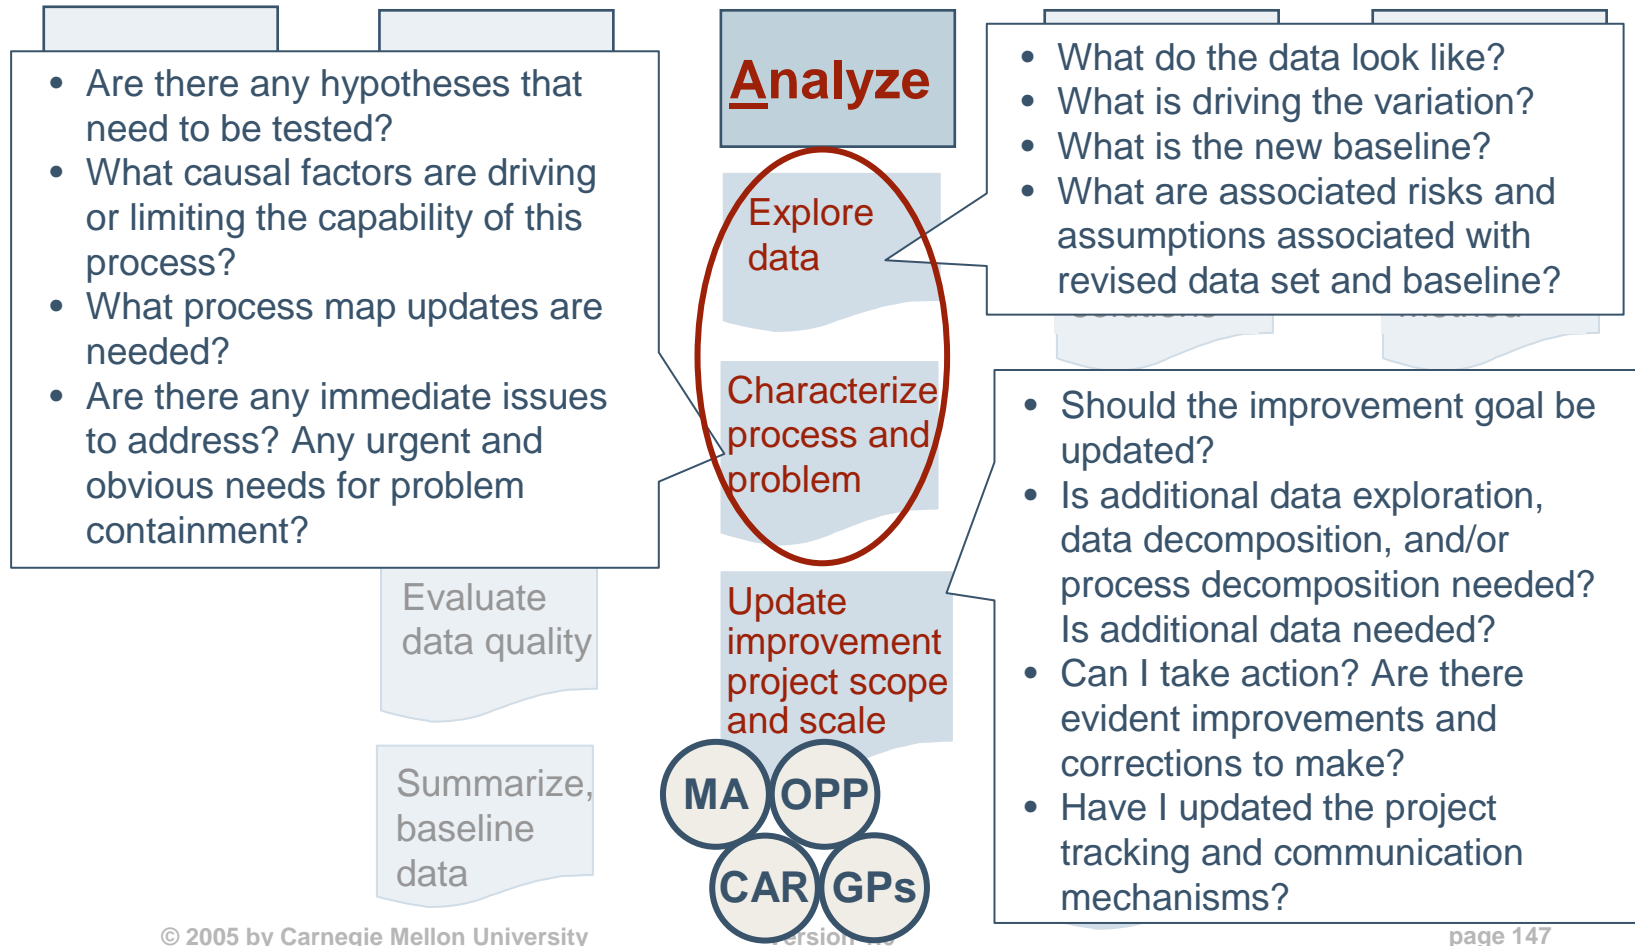 • Are there any hypotheses that
need to be tested?
• What causal factors are driving
or limiting the capability of this
process?
• What process map updates are
needed?
• Are there any immediate issues
to address? Any urgent and
obvious needs for problem
containment?
Evaluate
data quality
Summarize,
baseline
data
Analyze
Explore
data
Characterize
process and
problem
Update
improvement
project scope
and scale
MA
OPP
CAR
GPs
• What do the data look like?
• What is driving the variation?
• What is the new baseline?
• What are associated risks and
assumptions associated with
revised data set and baseline?
• Should the improvement goal be
updated?
• Is additional data exploration,
data decomposition, and/or
process decomposition needed?
Is additional data needed?
• Can I take action? Are there
evident improvements and
corrections to make?
• Have I updated the project
tracking and communication
mechanisms?
© 2005 by Carnegie Mellon University
page 147